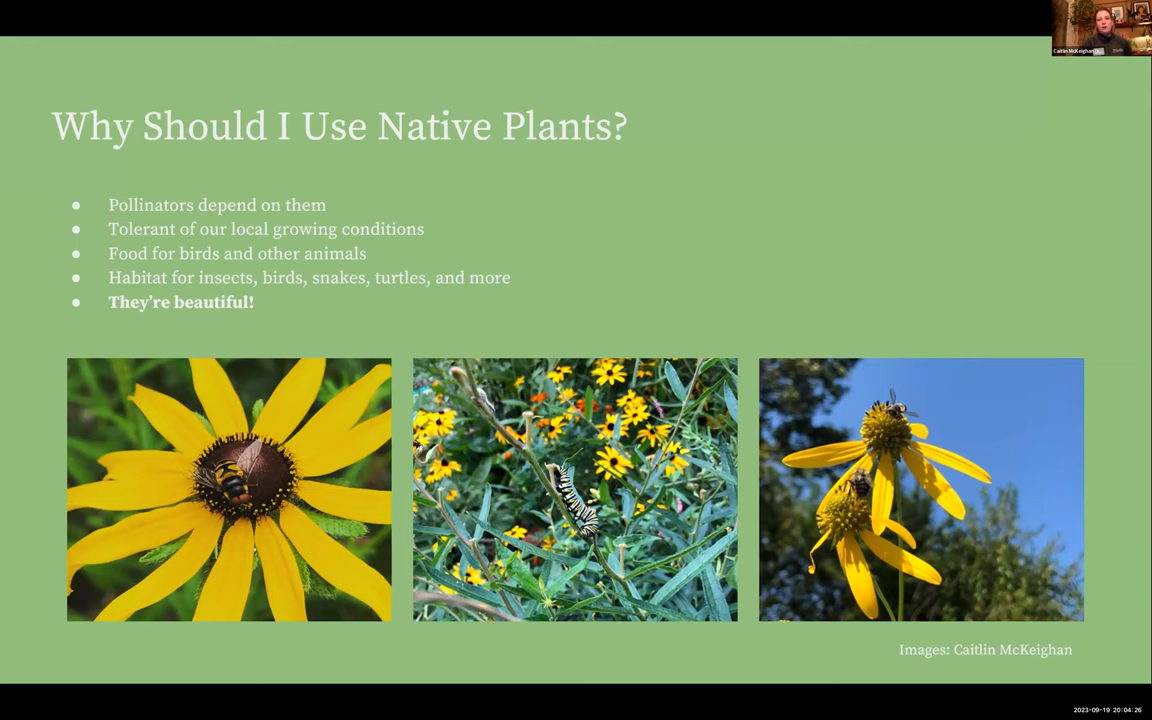 Caitlin McKeighan
Why Should I Use Native Plants?
● Pollinators depend on them
● Tolerant of our local growing conditions
● Food for birds and other animals
● Habitat for insects, birds, snakes, turtles, and more
● They’re beautiful!
Images: Caitlin McKeighan
2023-09-19 20:04:26